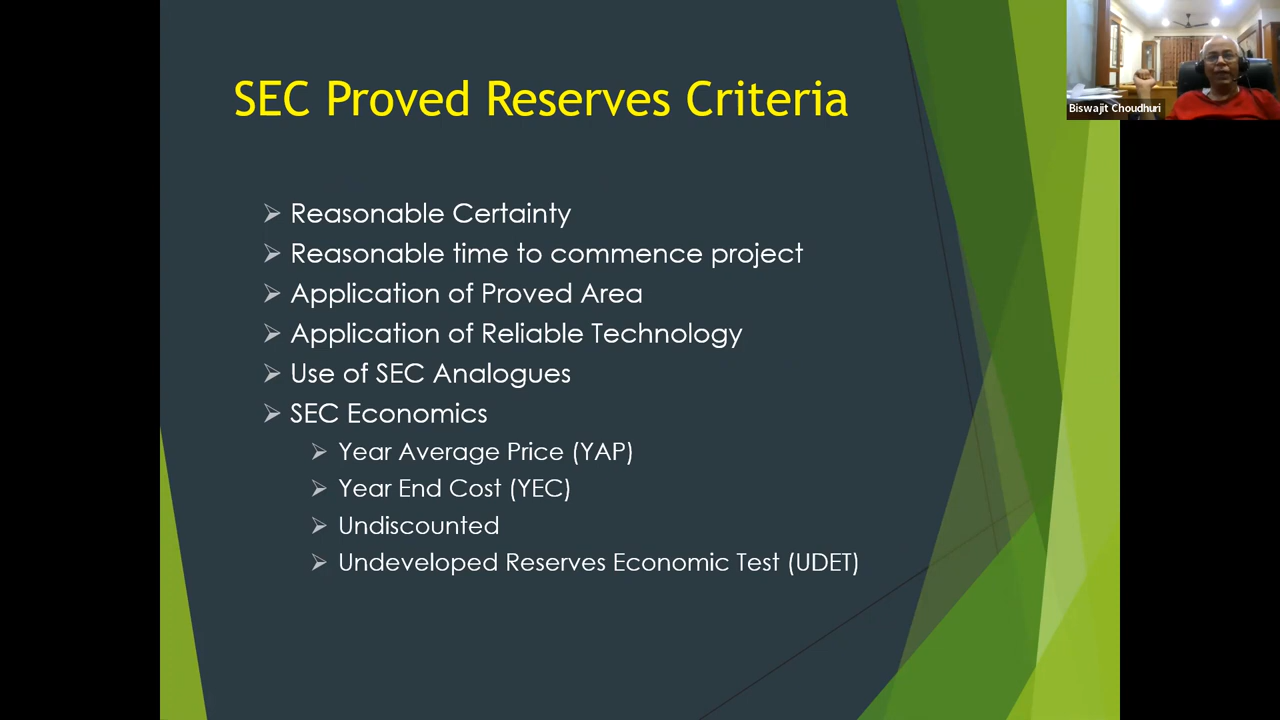 SEC Proved Reserves Criteria
Reasonable Certainty
Reasonable time to commence project
Application of Proved Area
Application of Reliable Technology
Use of SEC Analogues
SEC Economics
Year Average Price (YAP)
Year End Cost (YEC)
Undiscounted
Undeveloped Reserves Economic Test (UDET)
Biswajit Choudhuri